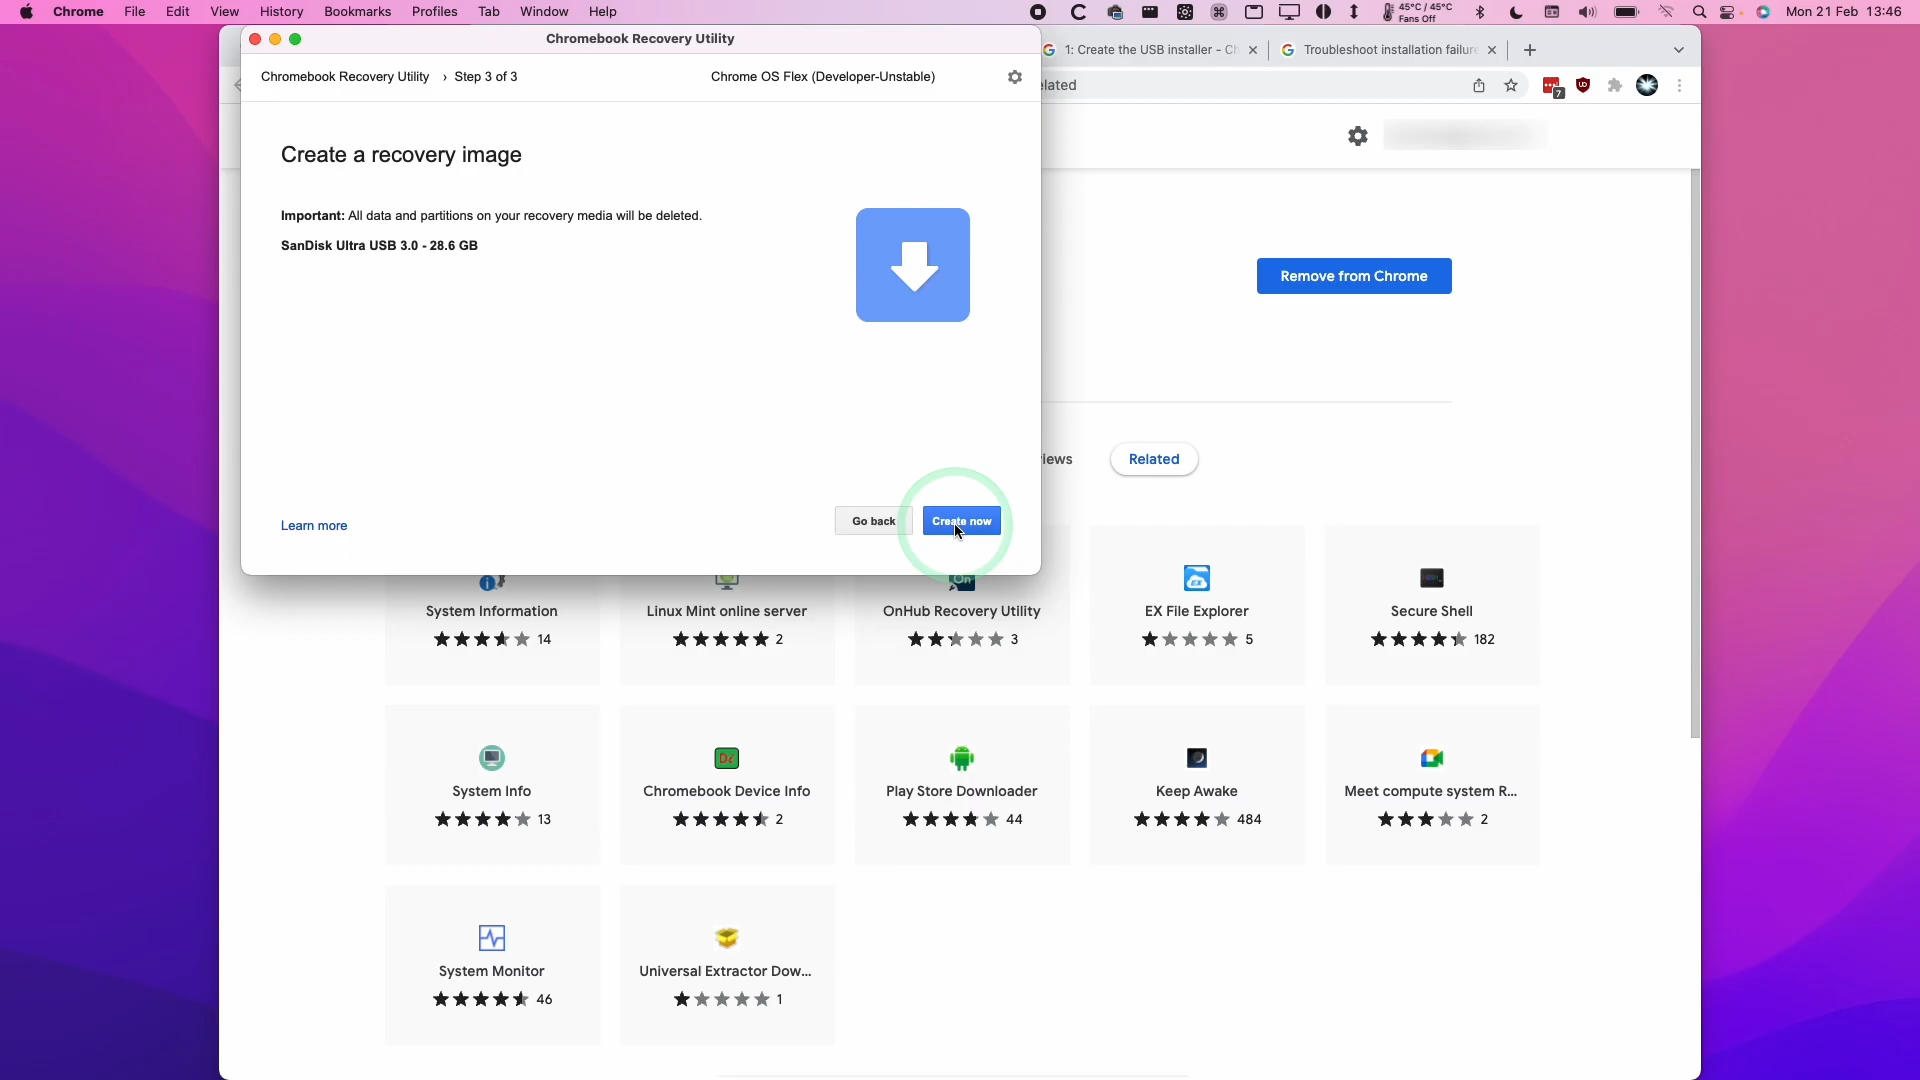 Chrome File Edit View History Bookmarks Profiles Tab Window Help
45°C / 45°C
Fans Off
Mon 21 Feb 13:46
Chromebook Recovery Utility
1: Create the USB installer - Ch
Troubleshoot installation failure
Chromebook Recovery Utility › Step 3 of 3
Chrome OS Flex (Developer-Unstable)
elated
7
Create a recovery image
Important: All data and partitions on your recovery media will be deleted.
SanDisk Ultra USB 3.0 - 28.6 GB
Remove from Chrome
iews
Related
Learn more
Go back
Create now
On
System Information
14
Linux Mint online server
2
OnHub Recovery Utility
3
EX File Explorer
5
Secure Shell
182
System Info
13
Chromebook Device Info
2
Play Store Downloader
44
Keep Awake
484
Meet compute system R...
2
System Monitor
46
Universal Extractor Dow...
1